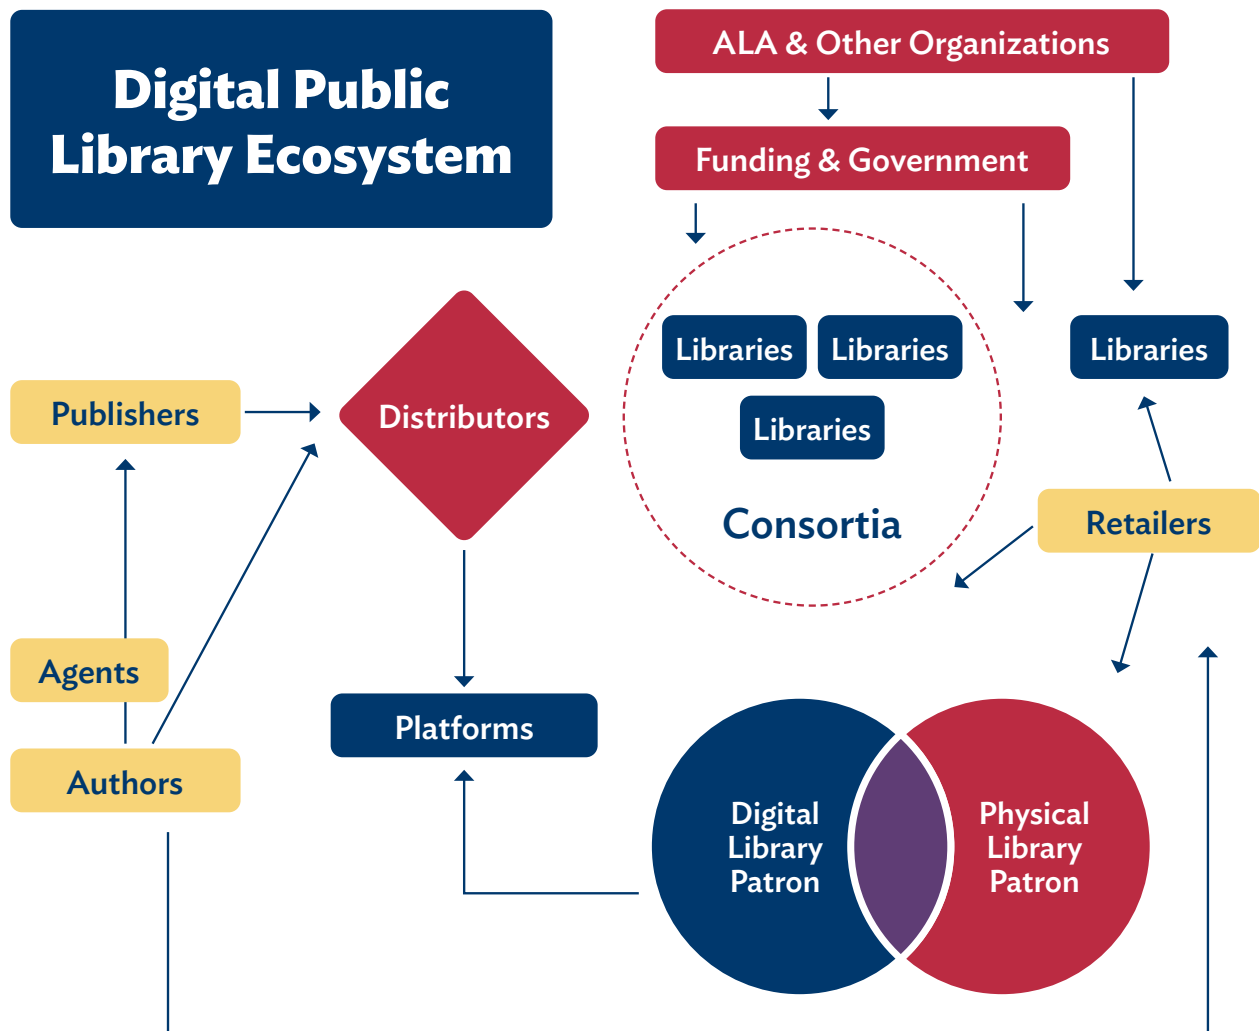 Digital Public
Library Ecosystem
ALA & Other Organizations
Funding & Government
Libraries
Libraries
Libraries
Libraries
Consortia
Publishers
Distributors
Retailers
Agents
Platforms
Authors
Digital
Library
Patron
Physical
Library
Patron